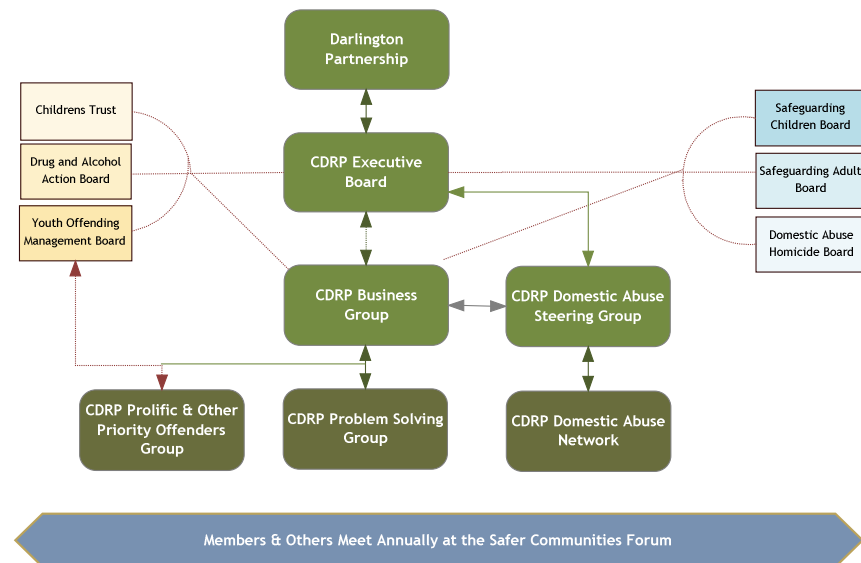 Darlington
Partnership
Childrens Trust
Drug and Alcohol
Action Board
Youth Offending
Management Board
CDRP Executive
Board
Safeguarding
Children Board
Safeguarding Adult
Board
Domestic Abuse
Homicide Board
CDRP Business
Group
CDRP Domestic Abuse
Steering Group
CDRP Prolific & Other
Priority Offenders
Group
CDRP Problem Solving
Group
CDRP Domestic Abuse
Network
Members & Others Meet Annually at the Safer Communities Forum